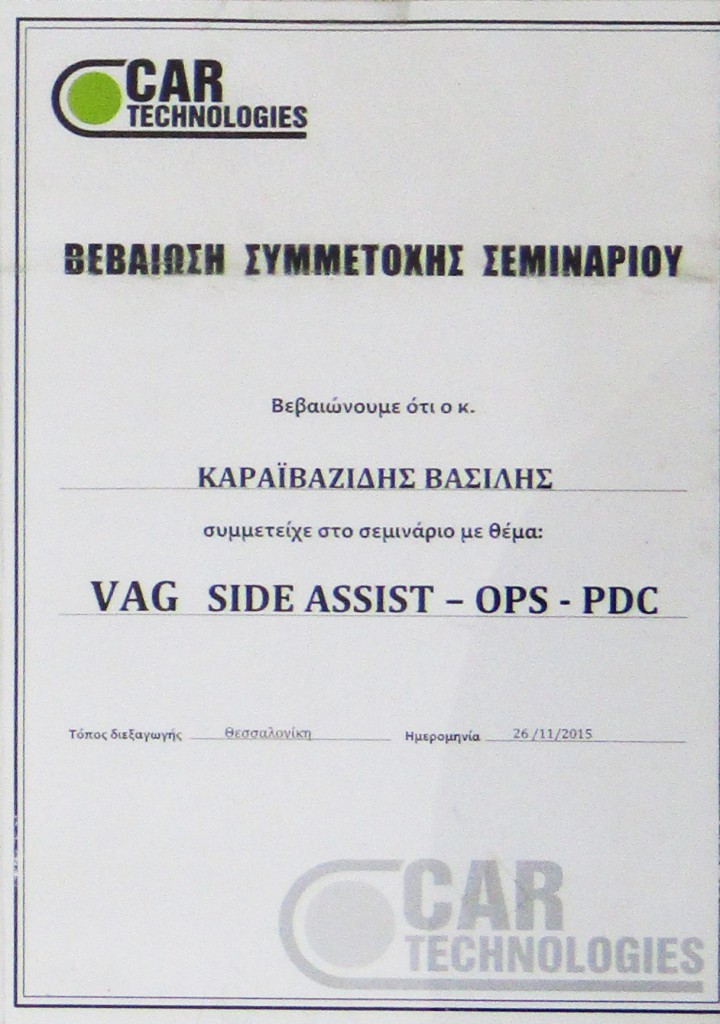 CAR
TECHNOLOGIES
ΒΕΒΑΙΩΣΗ ΣΥΜΜΕΤΟΧΗΣ ΣΕΜΙΝΑΡΙΟΥ
Βεβαιώνουμε ότι ο κ.
ΚΑΡΑΪΒΑΖΙΔΗΣ ΒΑΣΙΛΗΣ
συμμετείχε στο σεμινάριο με θέμα:
VAG SIDE ASSIST – OPS - PDC
Τόπος διεξαγωγής Θεσσαλονίκη Ημερομηνία 26 /11/2015
CAR
TECHNOLOGIES